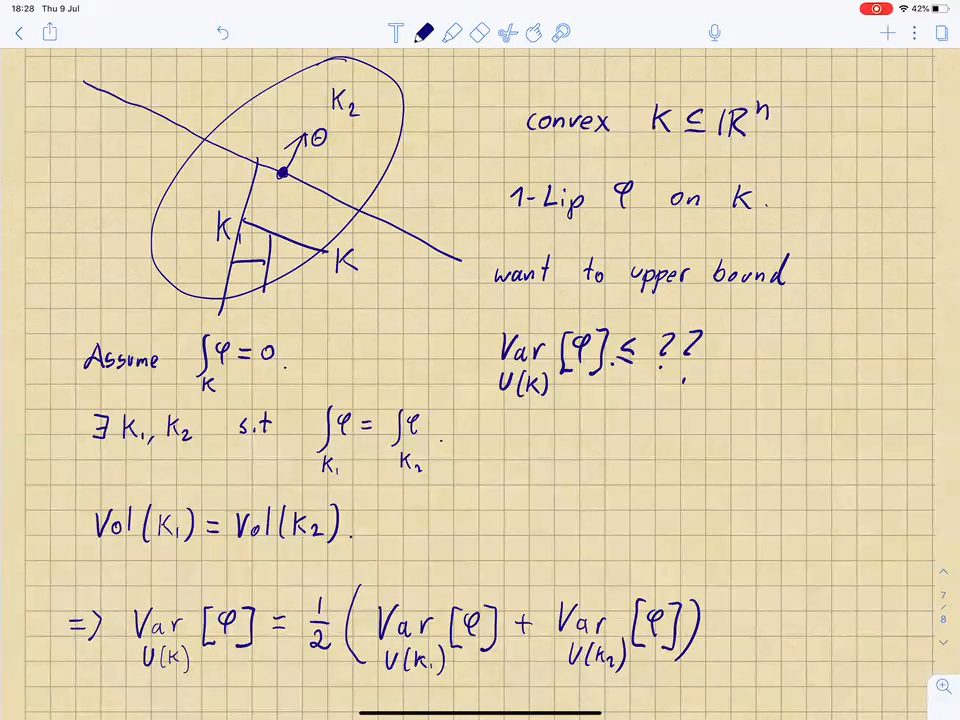 18:28 Thu 9 Jul
42%
K₂
θ
K₁
K
convex K ⊆ ℝⁿ
1-Lip φ on K.
want to upper bound
Var_{U(K)} [φ] ≤ ??
Assume ∫_K φ = 0.
∃ K₁, K₂ s.t ∫_{K₁} φ = ∫_{K₂} φ.
Vol(K₁) = Vol(K₂).
=> Var_{U(K)} [φ] = 1/2 ( Var_{U(K₁)} [φ] + Var_{U(K₂)} [φ] )
7 / 8